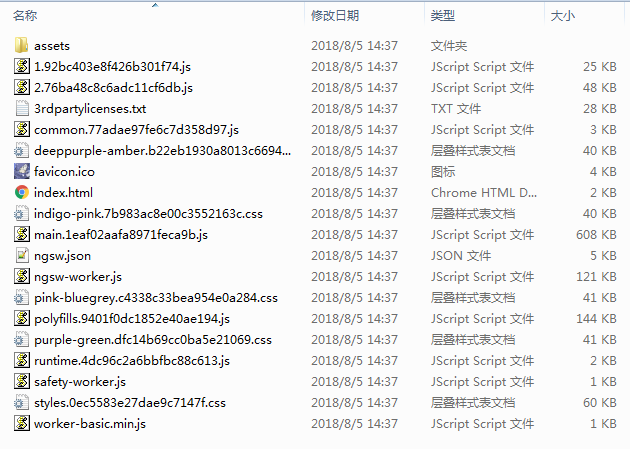 名称 修改日期 类型 大小
assets 2018/8/5 14:37 文件夹
1.92bc403e8f426b301f74.js 2018/8/5 14:37 JScript Script 文件 25 KB
2.76ba48c8c6adc11cf6db.js 2018/8/5 14:37 JScript Script 文件 48 KB
3rdpartylicenses.txt 2018/8/5 14:37 TXT 文件 28 KB
common.77adae97fe6c7d358d97.js 2018/8/5 14:37 JScript Script 文件 3 KB
deeppurple-amber.b22eb1930a8013c6694... 2018/8/5 14:37 层叠样式表文档 40 KB
favicon.ico 2018/8/5 14:37 图标 4 KB
index.html 2018/8/5 14:37 Chrome HTML D... 2 KB
indigo-pink.7b983ac8e00c3552163c.css 2018/8/5 14:37 层叠样式表文档 40 KB
main.1eaf02aafa8971feca9b.js 2018/8/5 14:37 JScript Script 文件 608 KB
ngsw.json 2018/8/5 14:37 JSON 文件 5 KB
ngsw-worker.js 2018/8/5 14:37 JScript Script 文件 121 KB
pink-bluegrey.c4338c33bea954e0a284.css 2018/8/5 14:37 层叠样式表文档 41 KB
polyfills.9401f0dc1852e40ae194.js 2018/8/5 14:37 JScript Script 文件 144 KB
purple-green.dfc14b69cc0ba5e21069.css 2018/8/5 14:37 层叠样式表文档 41 KB
runtime.4dc96c2a6bbfbc88c613.js 2018/8/5 14:37 JScript Script 文件 2 KB
safety-worker.js 2018/8/5 14:37 JScript Script 文件 1 KB
styles.0ec5583e27dae9c7147f.css 2018/8/5 14:37 层叠样式表文档 60 KB
worker-basic.min.js 2018/8/5 14:37 JScript Script 文件 1 KB